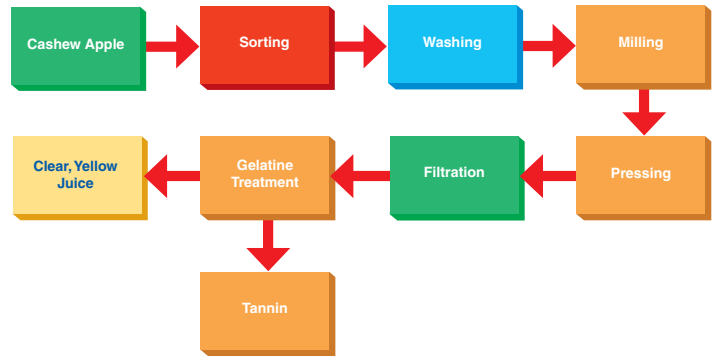 Cashew Apple
Sorting
Washing
Milling
Pressing
Filtration
Gelatine
Treatment
Clear, Yellow
Juice
Tannin